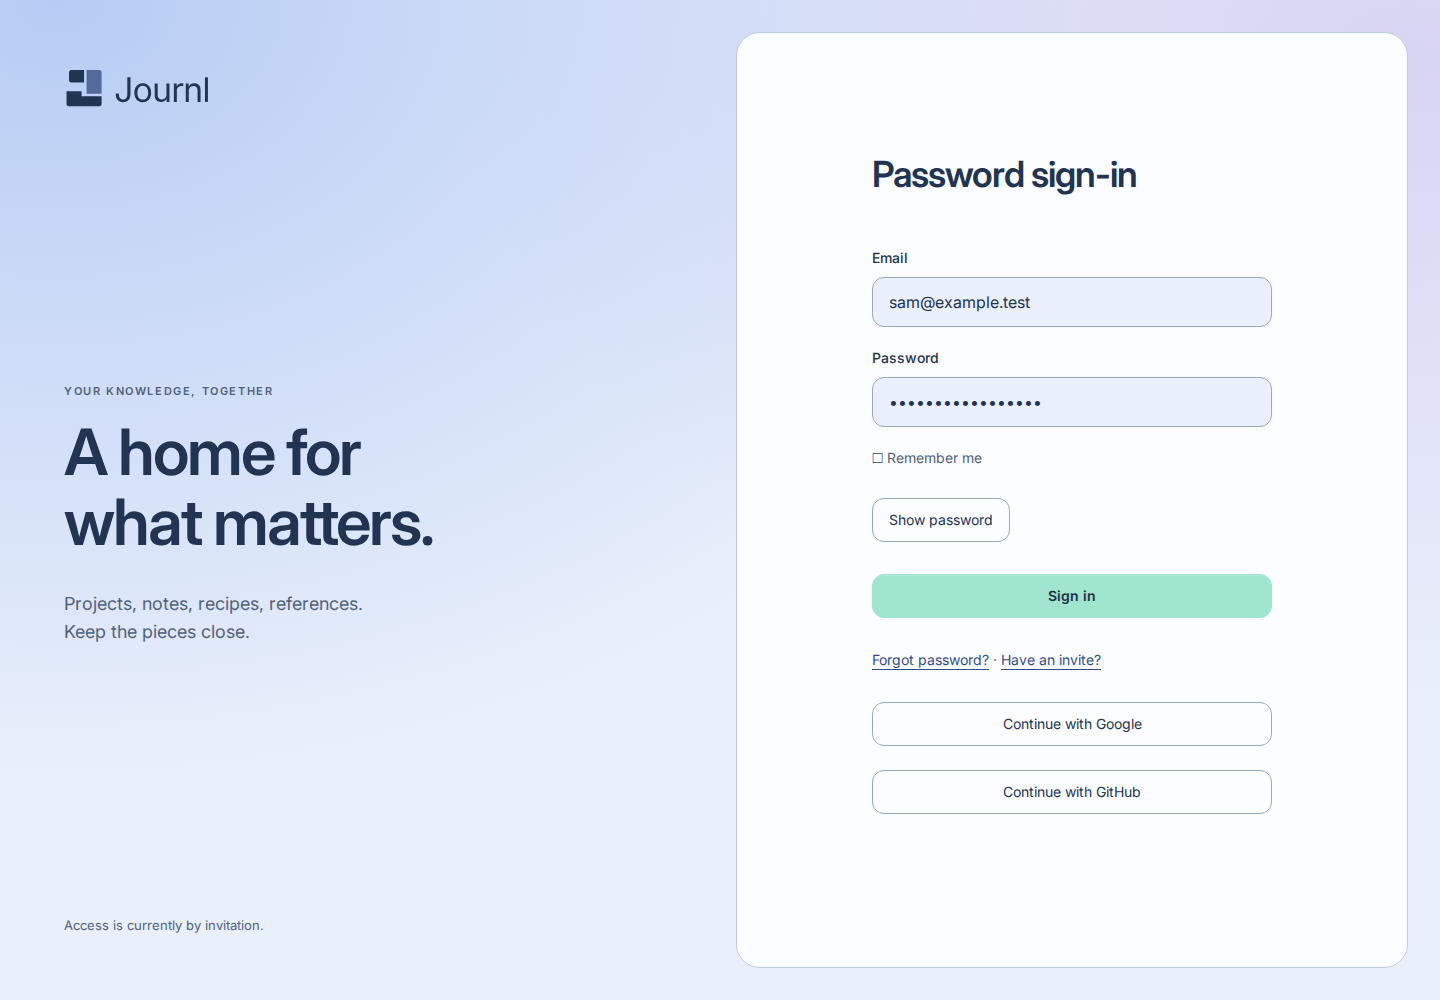 Journl
YOUR KNOWLEDGE, TOGETHER
A home for
what matters.
Projects, notes, recipes, references.
Keep the pieces close.
Access is currently by invitation.
Password sign-in
Email
sam@example.test
Password
•••••••••••••••••
☐ Remember me
Show password
Sign in
Forgot password? · Have an invite?
Continue with Google
Continue with GitHub